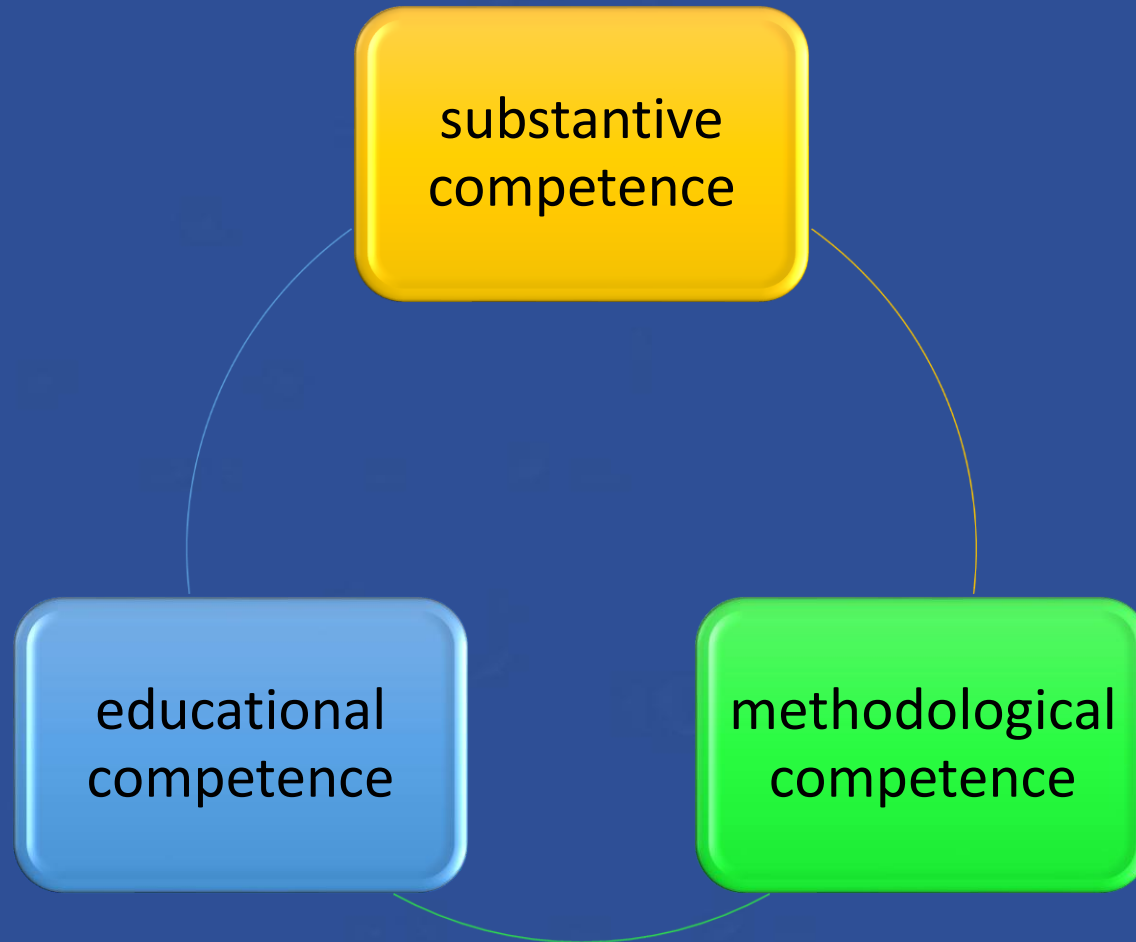 substantive
competence
educational
competence
methodological
competence